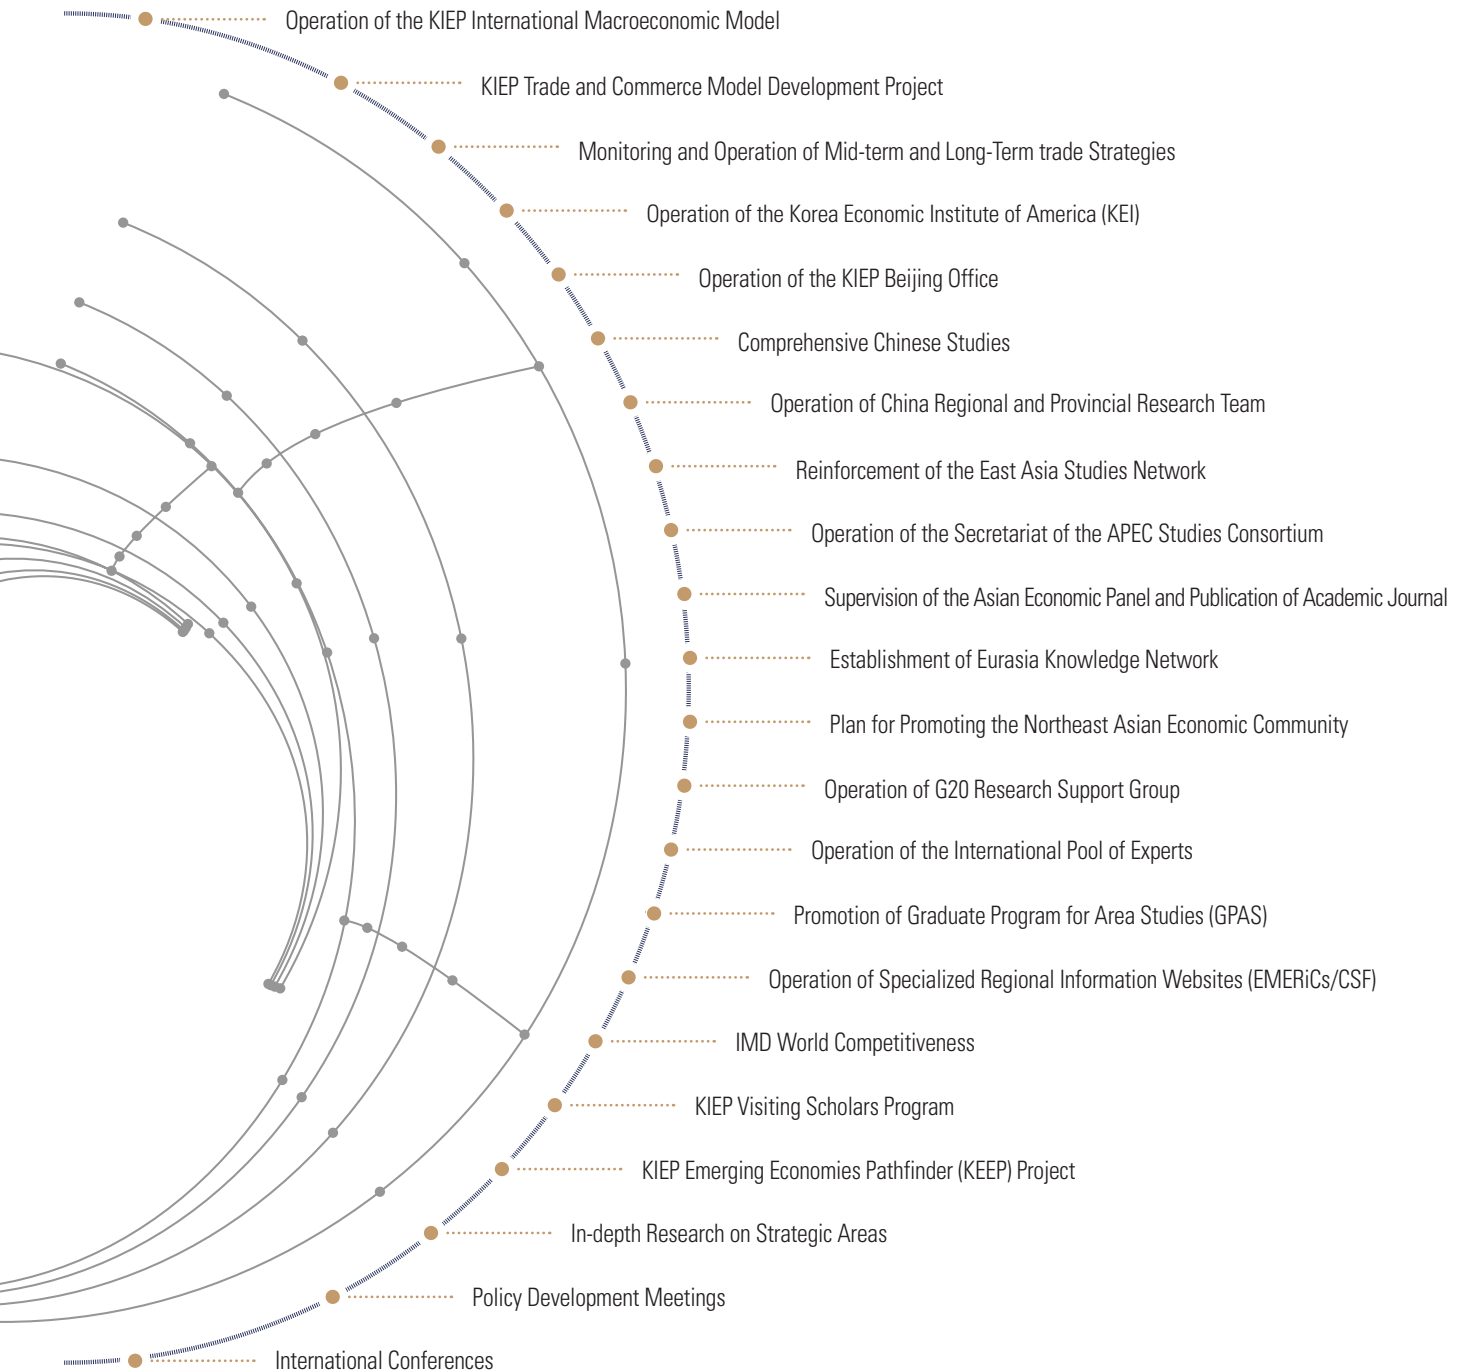 Operation of the KIEP International Macroeconomic Model
KIEP Trade and Commerce Model Development Project
Monitoring and Operation of Mid-term and Long-Term trade Strategies
Operation of the Korea Economic Institute of America (KEI)
Operation of the KIEP Beijing Office
Comprehensive Chinese Studies
Operation of China Regional and Provincial Research Team
Reinforcement of the East Asia Studies Network
Operation of the Secretariat of the APEC Studies Consortium
Supervision of the Asian Economic Panel and Publication of Academic Journal
Establishment of Eurasia Knowledge Network
Plan for Promoting the Northeast Asian Economic Community
Operation of G20 Research Support Group
Operation of the International Pool of Experts
Promotion of Graduate Program for Area Studies (GPAS)
Operation of Specialized Regional Information Websites (EMERiCs/CSF)
IMD World Competitiveness
KIEP Visiting Scholars Program
KIEP Emerging Economies Pathfinder (KEEP) Project
In-depth Research on Strategic Areas
Policy Development Meetings
International Conferences